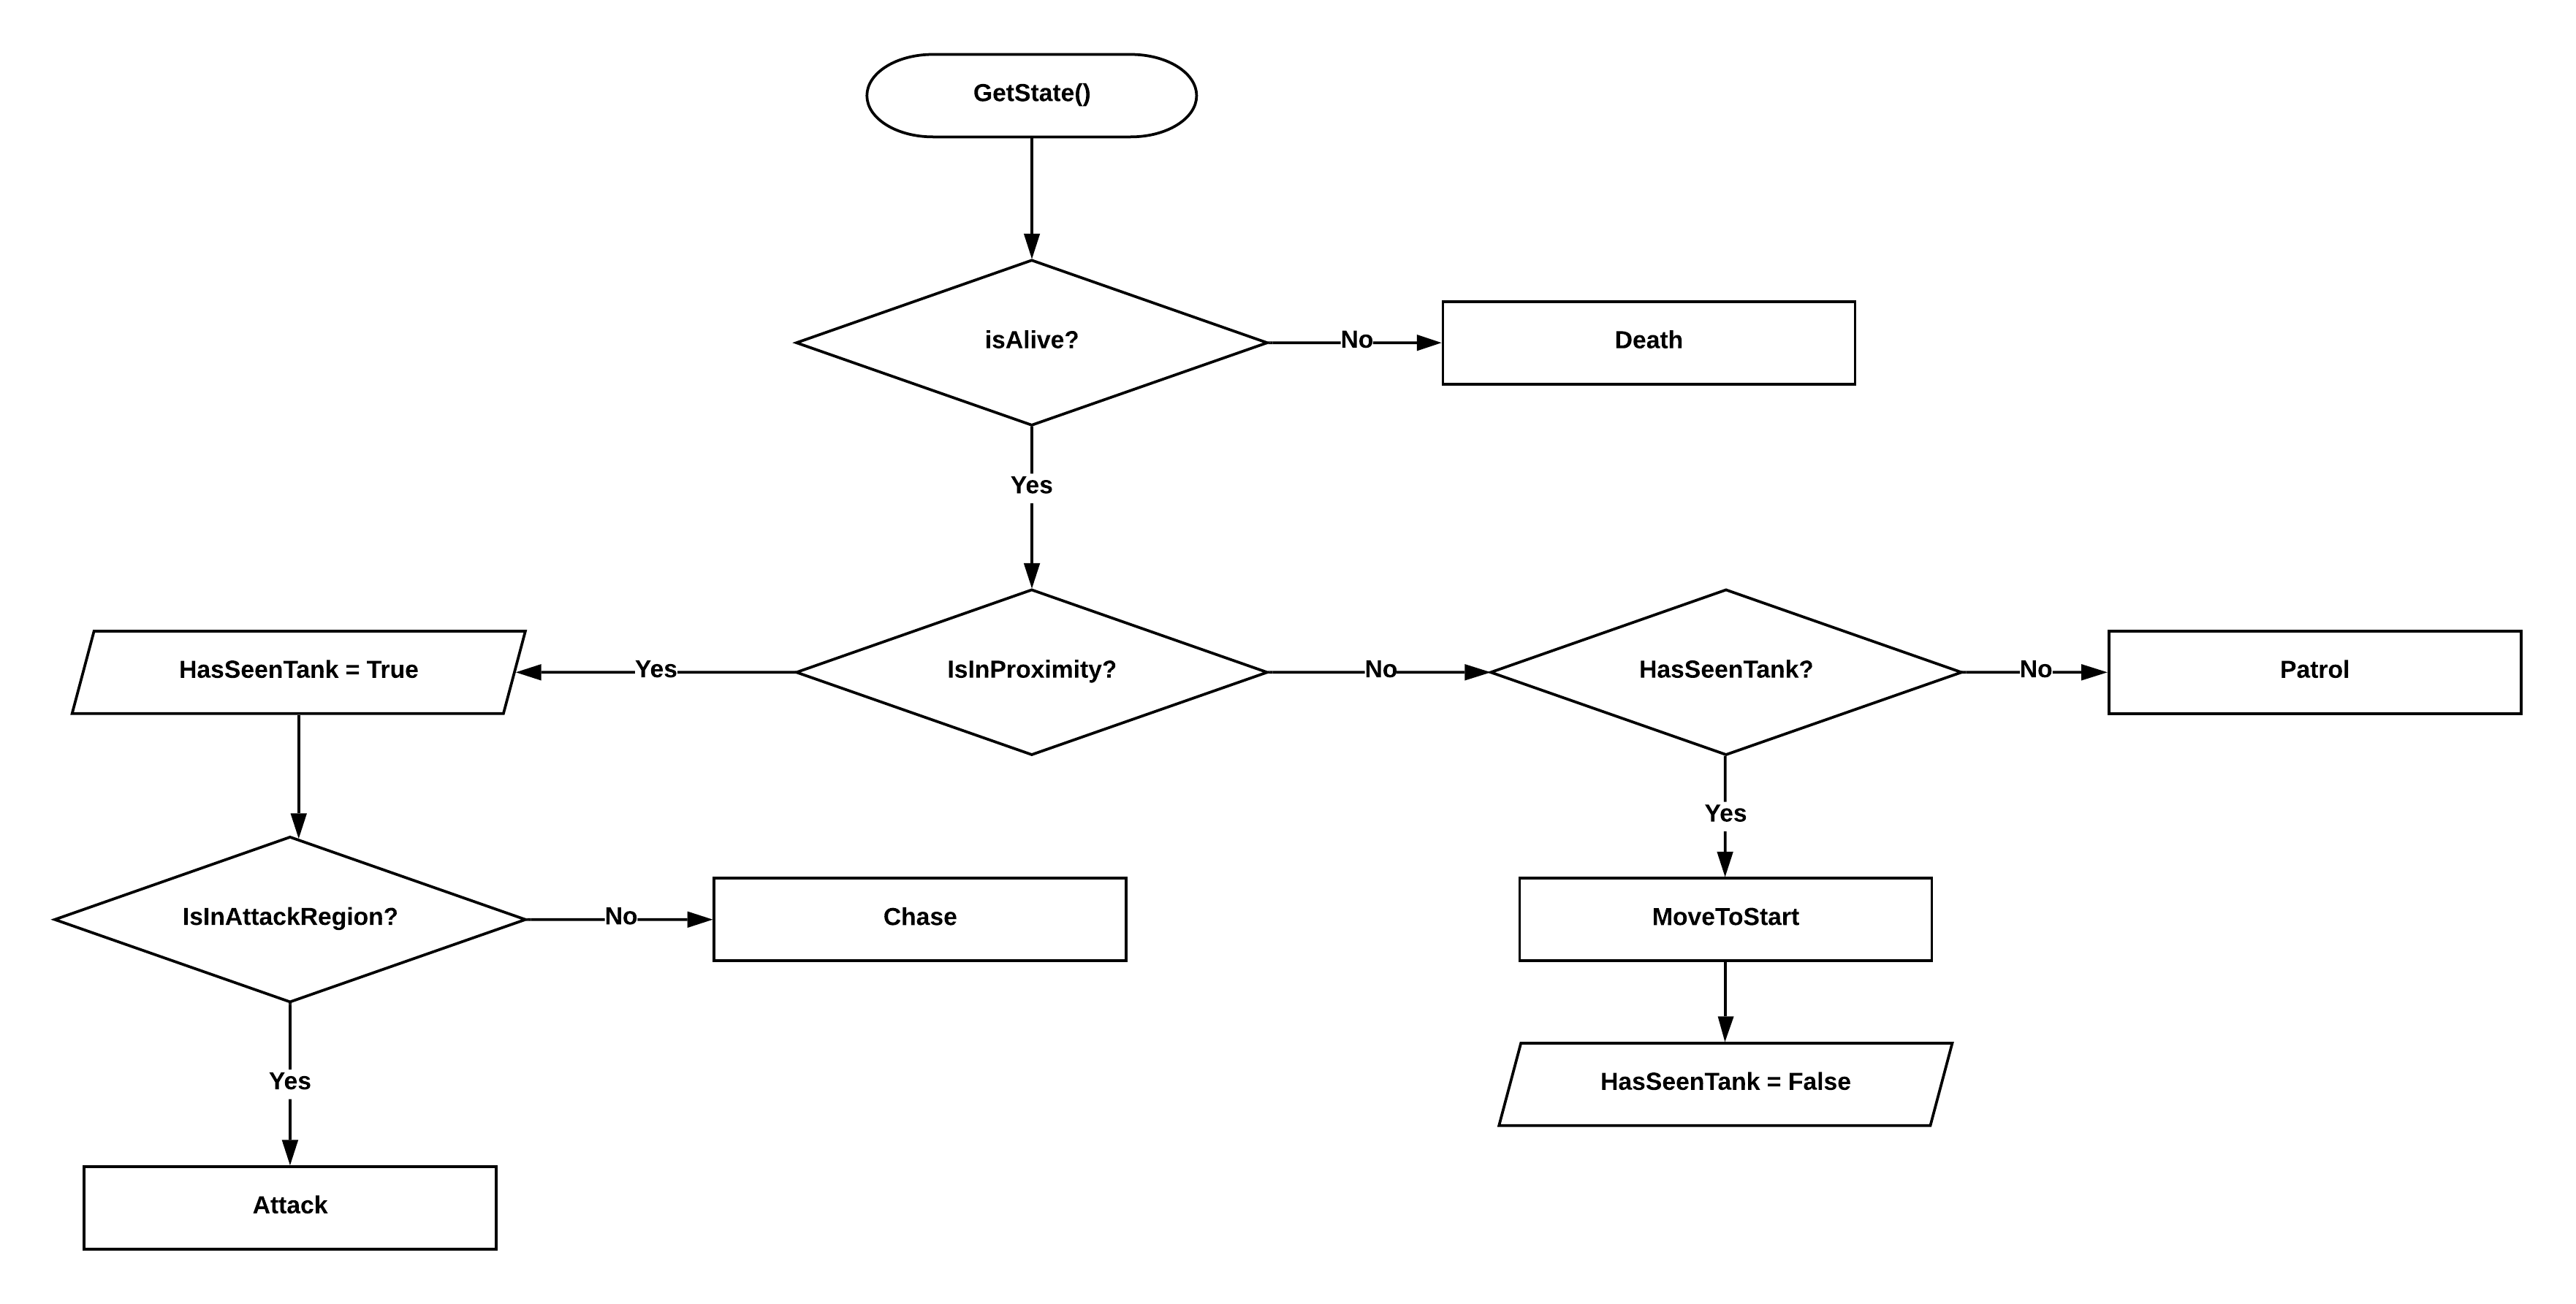 GetState()
isAlive?
No
Death
Yes
HasSeenTank = True
Yes
IsInProximity?
No
HasSeenTank?
No
Patrol
Yes
IsInAttackRegion?
No
Chase
MoveToStart
Yes
HasSeenTank = False
Attack